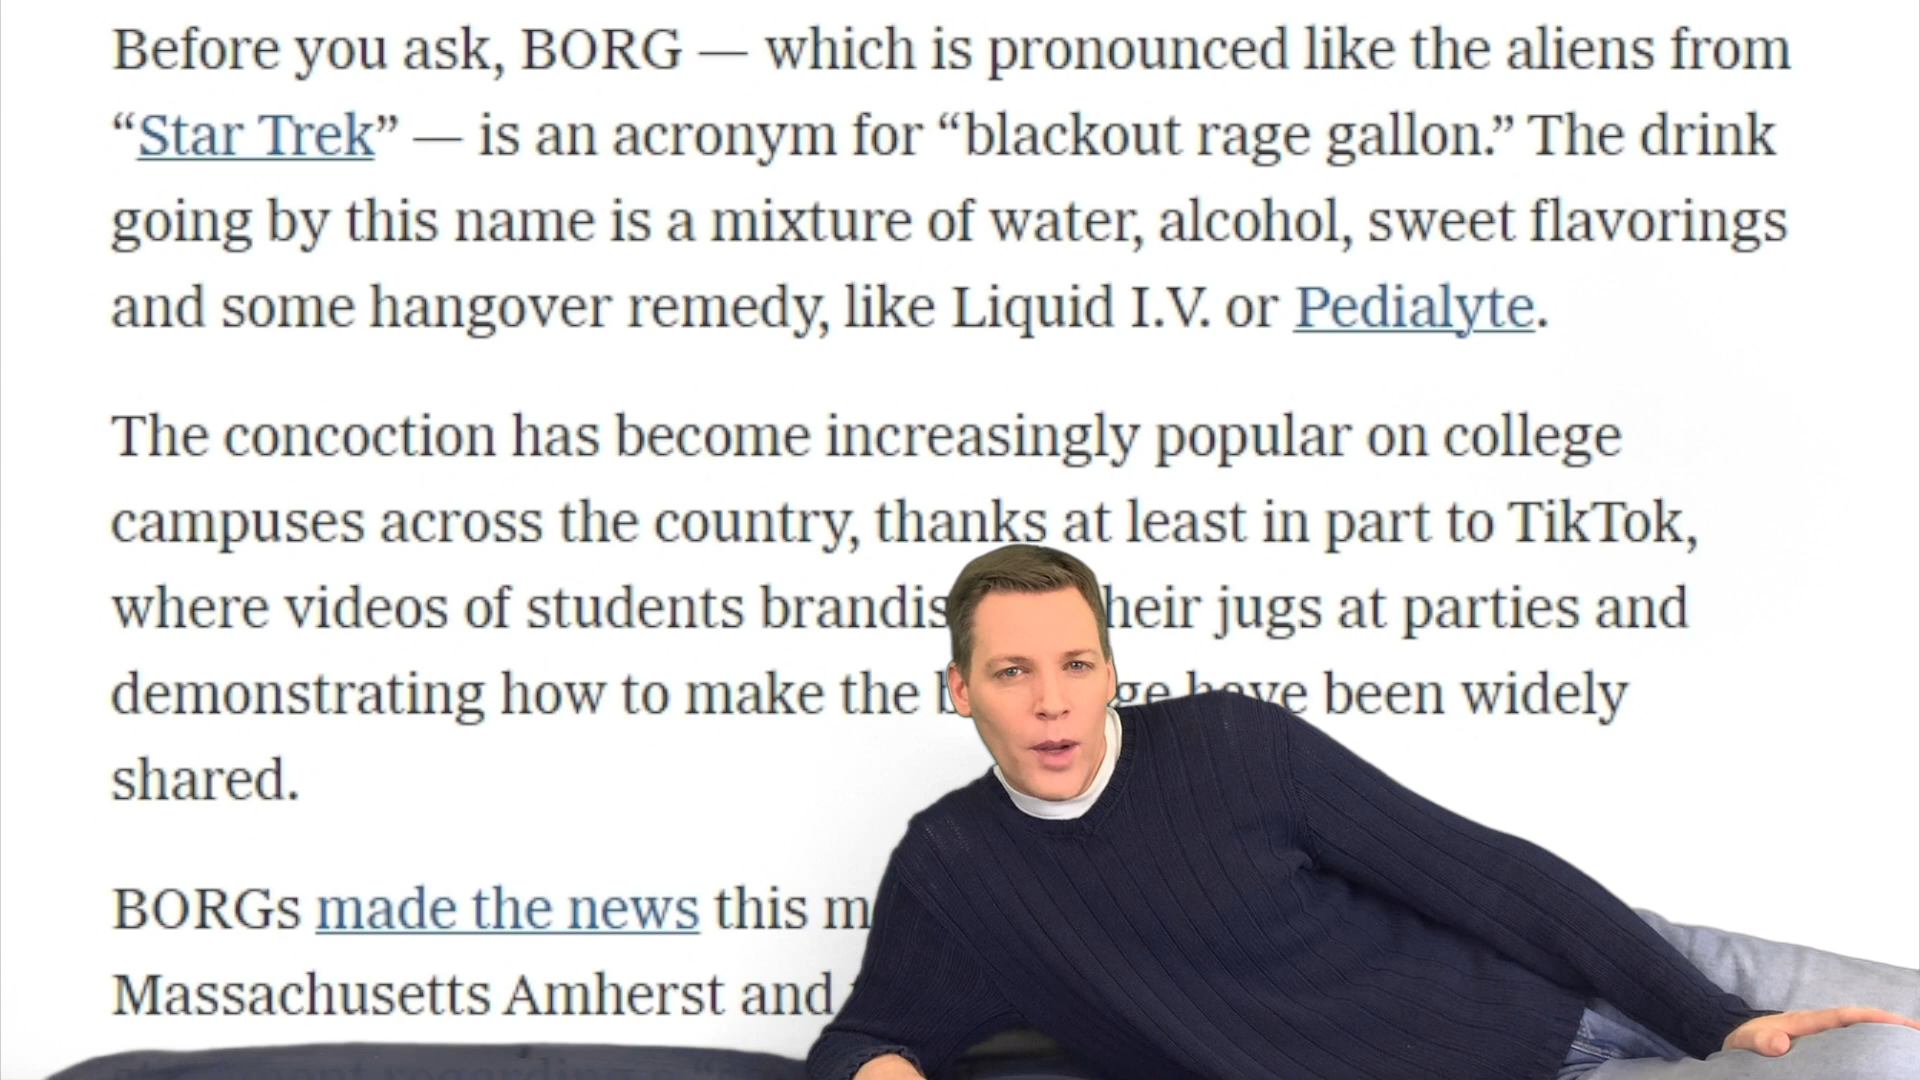 Before you ask, BORG — which is pronounced like the aliens from
“Star Trek” — is an acronym for “blackout rage gallon.” The drink
going by this name is a mixture of water, alcohol, sweet flavorings
and some hangover remedy, like Liquid I.V. or Pedialyte.
The concoction has become increasingly popular on college
campuses across the country, thanks at least in part to TikTok,
where videos of students jugs at parties and
demonstrating how to make the have been widely
shared.
BORGs made the news this
Massachusetts Amherst and